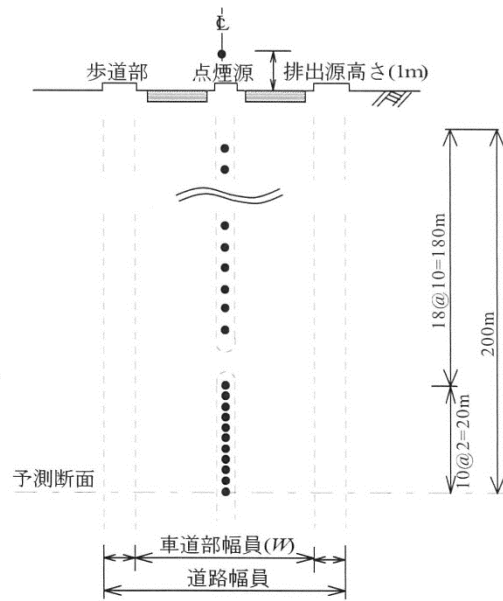 ℄
歩道部
点煙源
排出源高さ(1m)
18@10=180m
200m
10@2=20m
予測断面
車道部幅員(W)
道路幅員